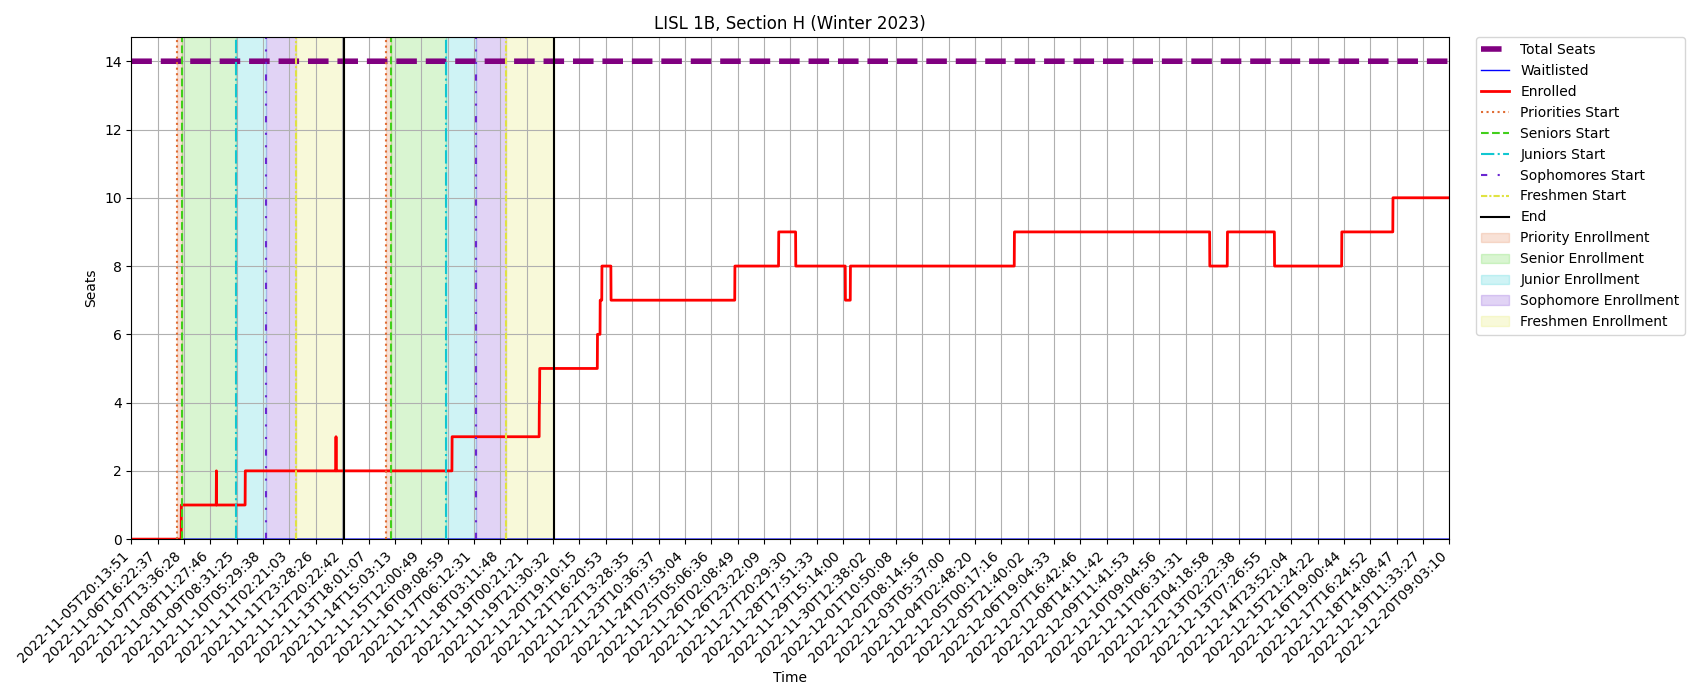 LISL 1B, Section H (Winter 2023)
Seats
14
12
10
8
6
4
2
0
2022-11-05T20:13:51
2022-11-06T16:22:37
2022-11-07T13:36:28
2022-11-08T11:27:46
2022-11-09T08:31:25
2022-11-10T05:29:38
2022-11-11T02:21:03
2022-11-11T23:28:26
2022-11-12T20:22:42
2022-11-13T18:01:07
2022-11-14T15:03:13
2022-11-15T12:00:49
2022-11-16T09:08:59
2022-11-17T06:12:31
2022-11-18T03:11:48
2022-11-19T00:21:21
2022-11-19T21:30:32
2022-11-20T19:10:15
2022-11-21T16:20:53
2022-11-22T13:28:35
2022-11-23T10:36:37
2022-11-24T07:53:04
2022-11-25T05:06:36
2022-11-26T02:08:49
2022-11-26T23:22:09
2022-11-27T20:29:30
2022-11-28T17:51:33
2022-11-29T15:14:00
2022-11-30T12:38:02
2022-12-01T10:50:08
2022-12-02T08:14:56
2022-12-03T05:37:00
2022-12-04T02:48:20
2022-12-05T00:17:16
2022-12-05T21:40:02
2022-12-06T19:04:33
2022-12-07T16:42:46
2022-12-08T14:11:42
2022-12-09T11:41:53
2022-12-10T09:04:56
2022-12-11T06:31:31
2022-12-12T04:18:58
2022-12-13T02:22:38
2022-12-13T07:26:55
2022-12-14T23:52:04
2022-12-15T21:24:22
2022-12-16T19:00:44
2022-12-17T16:24:52
2022-12-18T14:08:47
2022-12-19T11:33:27
2022-12-20T09:03:10
Time
Total Seats
Waitlisted
Enrolled
Priorities Start
Seniors Start
Juniors Start
Sophomores Start
Freshmen Start
End
Priority Enrollment
Senior Enrollment
Junior Enrollment
Sophomore Enrollment
Freshmen Enrollment